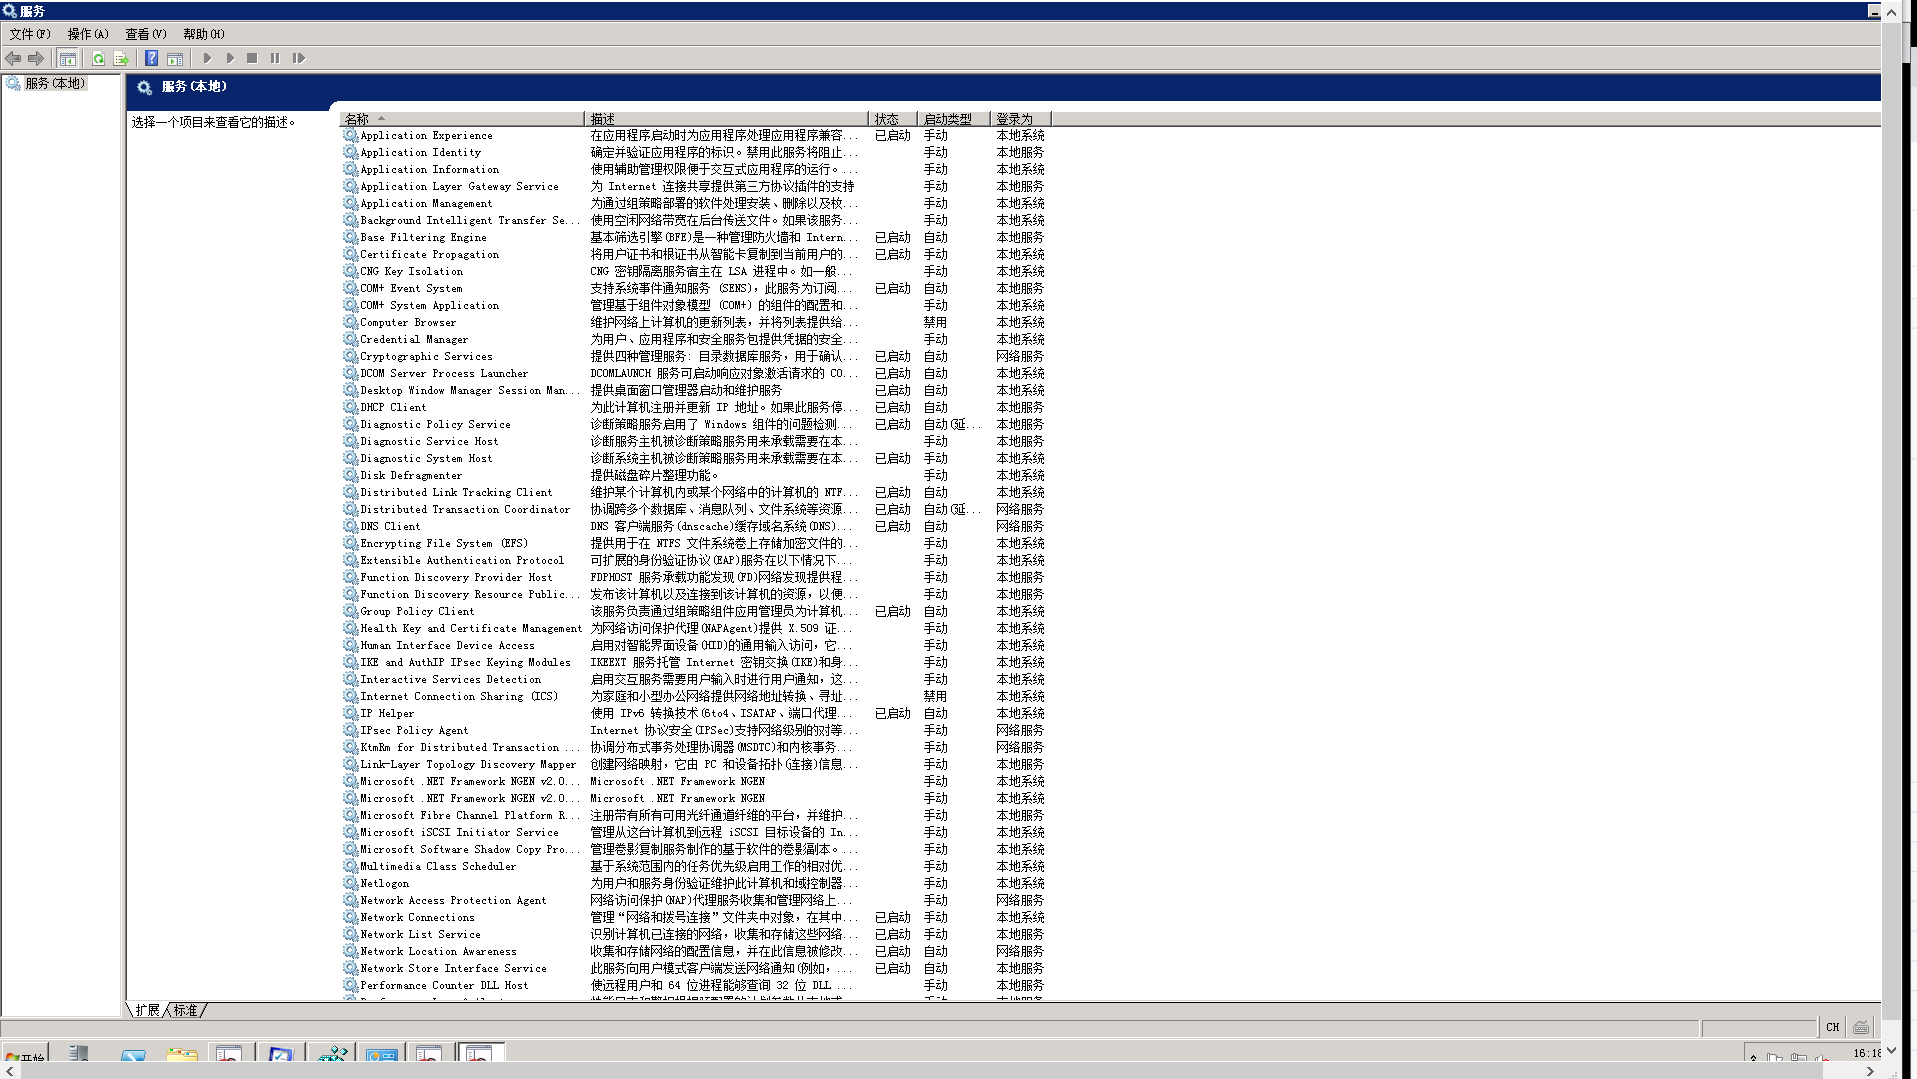 服务
文件(F) 操作(A) 查看(V) 帮助(H)
服务(本地)
服务(本地)
选择一个项目来查看它的描述。
名称 描述 状态 启动类型 登录为
Application Experience 在应用程序启动时为应用程序处理应用程序兼容... 已启动 手动 本地系统
Application Identity 确定并验证应用程序的标识。禁用此服务将阻止... 手动 本地服务
Application Information 使用辅助管理权限便于交互式应用程序的运行。... 手动 本地系统
Application Layer Gateway Service 为 Internet 连接共享提供第三方协议插件的支持 手动 本地服务
Application Management 为通过组策略部署的软件处理安装、删除以及枚... 手动 本地系统
Background Intelligent Transfer Se... 使用空闲网络带宽在后台传送文件。如果该服务... 手动 本地系统
Base Filtering Engine 基本筛选引擎(BFE)是一种管理防火墙和 Intern... 已启动 自动 本地服务
Certificate Propagation 将用户证书和根证书从智能卡复制到当前用户的... 已启动 手动 本地系统
CNG Key Isolation CNG 密钥隔离服务宿主在 LSA 进程中。如一般... 手动 本地系统
COM+ Event System 支持系统事件通知服务 (SENS)，此服务为订阅... 已启动 自动 本地服务
COM+ System Application 管理基于组件对象模型 (COM+) 的组件的配置和... 手动 本地系统
Computer Browser 维护网络上计算机的更新列表，并将列表提供给... 禁用 本地系统
Credential Manager 为用户、应用程序和安全服务包提供凭据的安全... 手动 本地系统
Cryptographic Services 提供四种管理服务: 目录数据库服务，用于确认... 已启动 自动 网络服务
DCOM Server Process Launcher DCOMLAUNCH 服务可启动响应对象激活请求的 CO... 已启动 自动 本地系统
Desktop Window Manager Session Man... 提供桌面窗口管理器启动和维护服务 已启动 自动 本地系统
DHCP Client 为此计算机注册并更新 IP 地址。如果此服务停... 已启动 自动 本地服务
Diagnostic Policy Service 诊断策略服务启用了 Windows 组件的问题检测... 已启动 自动(延... 本地服务
Diagnostic Service Host 诊断服务主机被诊断策略服务用来承载需要在本... 手动 本地服务
Diagnostic System Host 诊断系统主机被诊断策略服务用来承载需要在本... 已启动 手动 本地系统
Disk Defragmenter 提供磁盘碎片整理功能。 手动 本地系统
Distributed Link Tracking Client 维护某个计算机内或某个网络中的计算机的 NTF... 已启动 自动 本地系统
Distributed Transaction Coordinator 协调跨多个数据库、消息队列、文件系统等资源... 已启动 自动(延... 网络服务
DNS Client DNS 客户端服务(dnscache)缓存域名系统(DNS)... 已启动 自动 网络服务
Encrypting File System (EFS) 提供用于在 NTFS 文件系统卷上存储加密文件的... 手动 本地系统
Extensible Authentication Protocol 可扩展的身份验证协议(EAP)服务在以下情况下... 手动 本地系统
Function Discovery Provider Host FDPHOST 服务承载功能发现(FD)网络发现提供程... 手动 本地服务
Function Discovery Resource Public... 发布该计算机以及连接到该计算机的资源，以便... 手动 本地服务
Group Policy Client 该服务负责通过组策略组件应用管理员为计算机... 已启动 自动 本地系统
Health Key and Certificate Management 为网络访问保护代理(NAPAgent)提供 X.509 证... 手动 本地系统
Human Interface Device Access 启用对智能界面设备(HID)的通用输入访问，它... 手动 本地系统
IKE and AuthIP IPsec Keying Modules IKEEXT 服务托管 Internet 密钥交换(IKE)和身... 手动 本地系统
Interactive Services Detection 启用交互服务需要用户输入时进行用户通知，这... 手动 本地系统
Internet Connection Sharing (ICS) 为家庭和小型办公网络提供网络地址转换、寻址... 禁用 本地系统
IP Helper 使用 IPv6 转换技术(6to4、ISATAP、端口代理... 已启动 自动 本地系统
IPsec Policy Agent Internet 协议安全(IPSec)支持网络级别的对等... 手动 网络服务
KtmRm for Distributed Transaction ... 协调分布式事务处理协调器(MSDTC)和内核事务... 手动 网络服务
Link-Layer Topology Discovery Mapper 创建网络映射，它由 PC 和设备拓扑(连接)信息... 手动 本地服务
Microsoft .NET Framework NGEN v2.0... Microsoft .NET Framework NGEN 手动 本地系统
Microsoft .NET Framework NGEN v2.0... Microsoft .NET Framework NGEN 手动 本地系统
Microsoft Fibre Channel Platform R... 注册带有所有可用光纤通道纤维的平台，并维护... 手动 本地服务
Microsoft iSCSI Initiator Service 管理从这台计算机到远程 iSCSI 目标设备的 In... 手动 本地系统
Microsoft Software Shadow Copy Pro... 管理卷影复制服务制作的基于软件的卷影副本。... 手动 本地系统
Multimedia Class Scheduler 基于系统范围内的任务优先级启用工作的相对优... 手动 本地系统
Netlogon 为用户和服务身份验证维护此计算机和域控制器... 手动 本地系统
Network Access Protection Agent 网络访问保护(NAP)代理服务收集和管理网络上... 手动 网络服务
Network Connections 管理“网络和拨号连接”文件夹中对象，在其中... 已启动 手动 本地系统
Network List Service 识别计算机已连接的网络，收集和存储这些网络... 已启动 手动 本地服务
Network Location Awareness 收集和存储网络的配置信息，并在此信息被修改... 已启动 自动 网络服务
Network Store Interface Service 此服务向用户模式客户端发送网络通知(例如，... 已启动 自动 本地服务
Performance Counter DLL Host 使远程用户和 64 位进程能够查询 32 位 DLL ... 手动 本地服务
扩展 标准
CH
开始
16:18